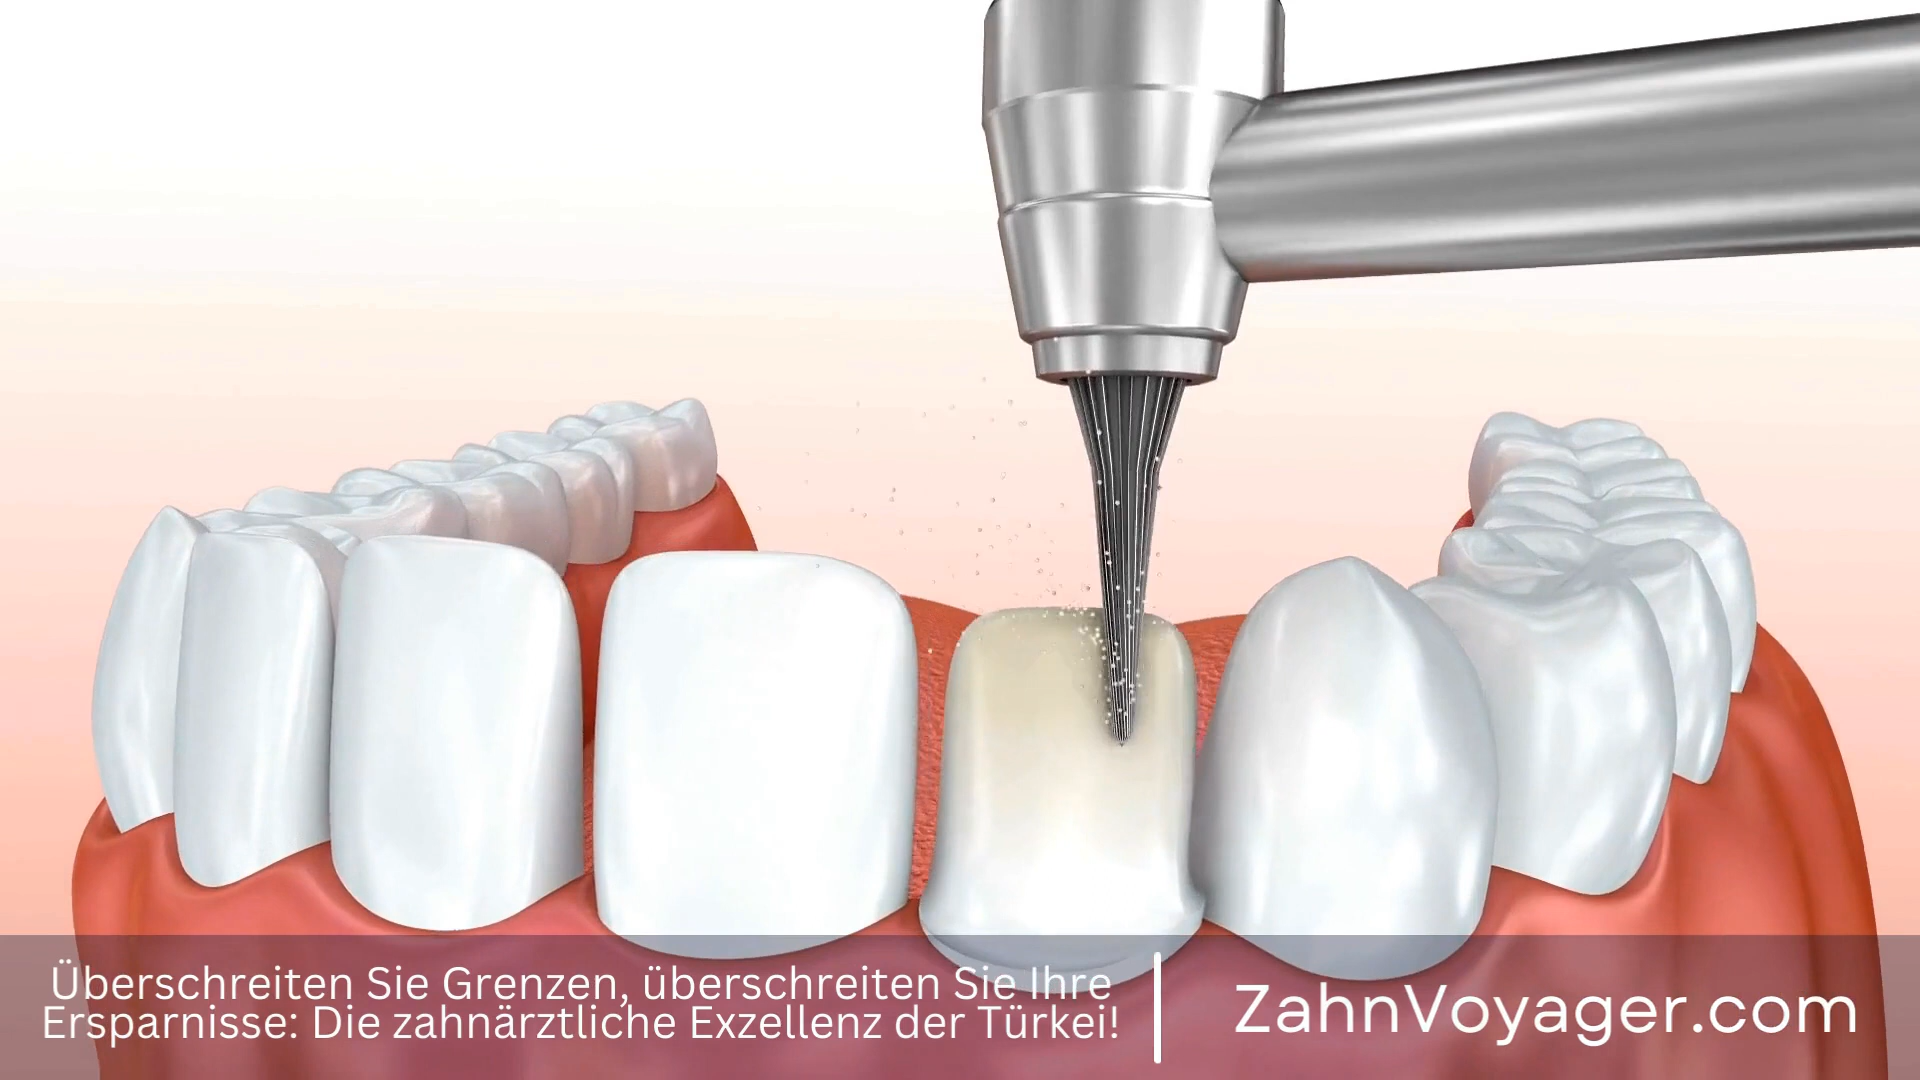 Überschreiten Sie Grenzen, überschreiten Sie Ihre
Ersparnisse: Die zahnärztliche Exzellenz der Türkei!
ZahnVoyager.com